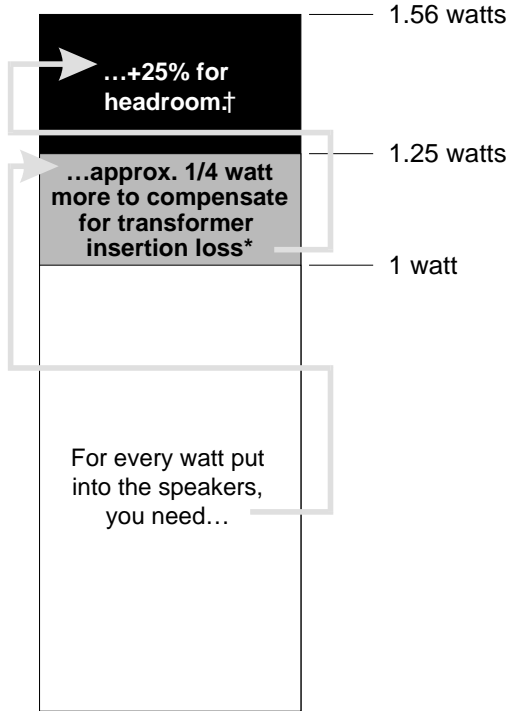 1.56 watts
…+25% for
headroom.†
1.25 watts
…approx. 1/4 watt
more to compensate
for transformer
insertion loss*
1 watt
For every watt put
into the speakers,
you need…